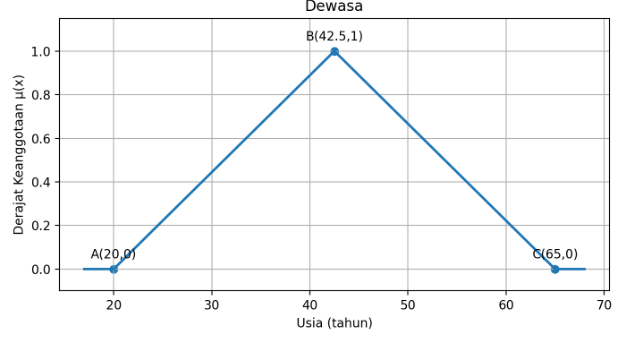 Dewasa
B(42.5,1)
1.0
0.8
0.6
0.4
0.2
0.0
Derajat Keanggotaan μ(x)
A(20,0)
C(65,0)
20 30 40 50 60 70
Usia (tahun)